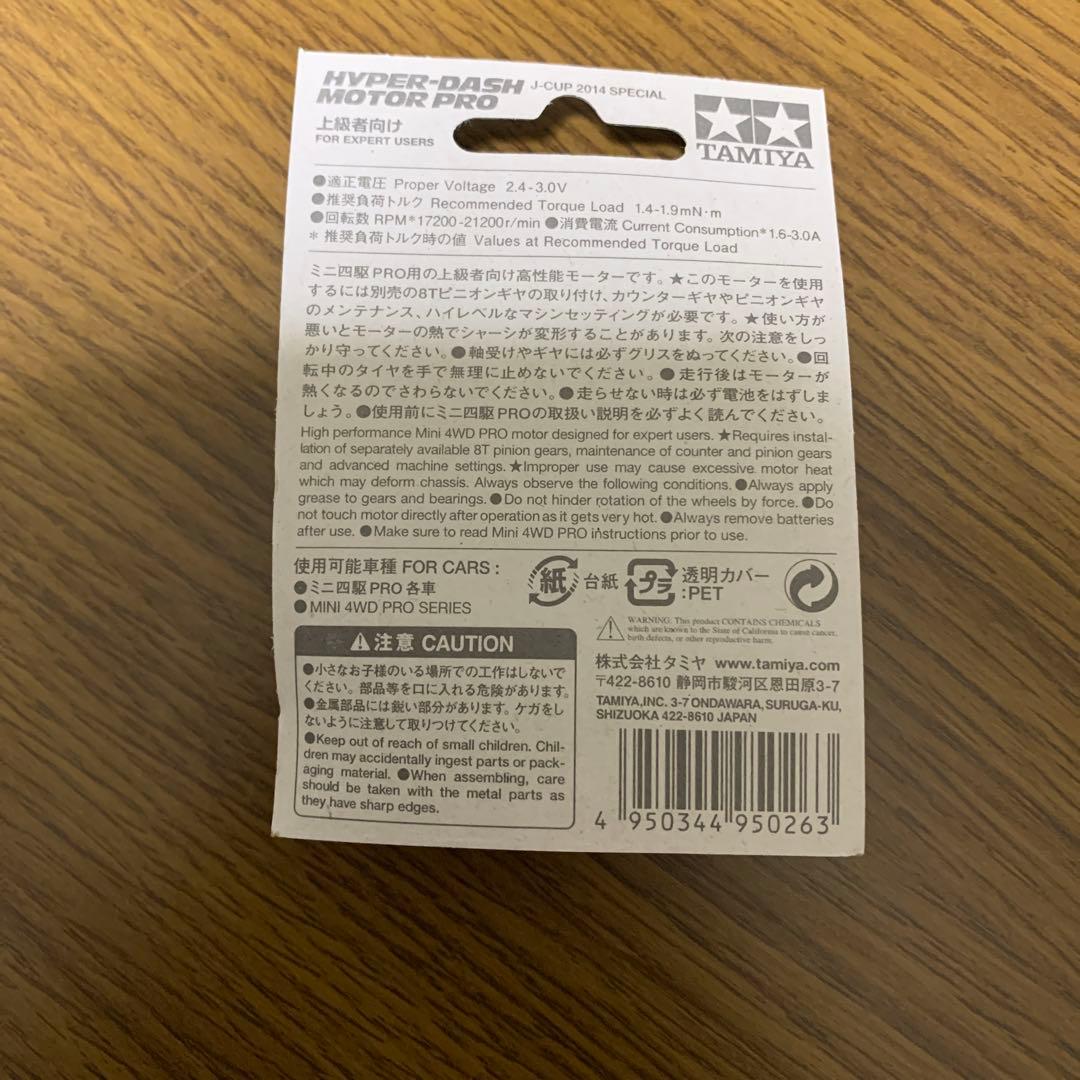 HYPER-DASH J-CUP 2014 SPECIAL
MOTOR PRO
上級者向け
FOR EXPERT USERS
TAMIYA
●適正電圧 Proper Voltage 2.4-3.0V
●推奨負荷トルク Recommended Torque Load 1.4-1.9mN・m
●回転数 RPM*17200-21200r/min ●消費電流 Current Consumption*1.6-3.0A
* 推奨負荷トルク時の値 Values at Recommended Torque Load
ミニ四駆PRO用の上級者向け高性能モーターです。★このモーターを使用
するには別売の8Tピニオンギヤの取り付け、カウンターギヤやピニオンギヤ
のメンテナンス、ハイレベルなマシンセッティングが必要です。★使い方が
悪いとモーターの熱でシャーシが変形することがあります。次の注意をしっ
かり守ってください。●軸受けやギヤには必ずグリスをぬってください。●回
転中のタイヤを手で無理に止めないでください。●走行後はモーターが
熱くなるのでさわらないでください。●走らせない時は必ず電池をはずしま
しょう。●使用前にミニ四駆PROの取扱い説明を必ずよく読んでください。
High performance Mini 4WD PRO motor designed for expert users. ★Requires instal-
lation of separately available 8T pinion gears, maintenance of counter and pinion gears
and advanced machine settings. ★Improper use may cause excessive motor heat
which may deform chassis. Always observe the following conditions. ●Always apply
grease to gears and bearings. ●Do not hinder rotation of the wheels by force. ●Do
not touch motor directly after operation as it gets very hot. ●Always remove batteries
after use. ●Make sure to read Mini 4WD PRO instructions prior to use.
使用可能車種 FOR CARS :
●ミニ四駆PRO 各車
●MINI 4WD PRO SERIES
紙 台紙
プラ 透明カバー
:PET
WARNING: This product CONTAINS CHEMICALS
which are known to the State of California to cause cancer,
birth defects, or other reproductive harm.
注意 CAUTION
●小さなお子様のいる場所での工作はしないで
ください。部品等を口に入れる危険があります。
●金属部品には鋭い部分があります。ケガをし
ないように注意して取りつけてください。
●Keep out of reach of small children. Chil-
dren may accidentally ingest parts or pack-
aging material. ●When assembling, care
should be taken with the metal parts as
they have sharp edges.
株式会社タミヤ www.tamiya.com
〒422-8610 静岡市駿河区恩田原3-7
TAMIYA,INC. 3-7 ONDAWARA, SURUGA-KU,
SHIZUOKA 422-8610 JAPAN
4 950344 950263